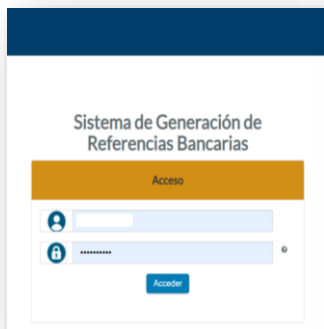 Sistema de Generación de
Referencias Bancarias
Acceso
••••••••••
Acceder